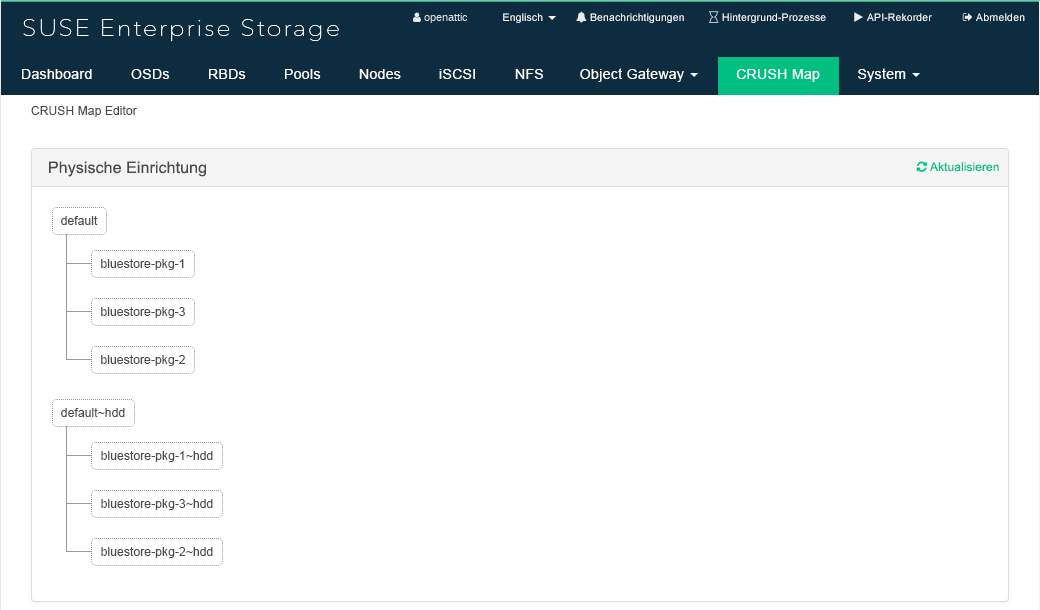 SUSE Enterprise Storage
openattic Englisch Benachrichtigungen Hintergrund-Prozesse API-Rekorder Abmelden
Dashboard OSDs RBDs Pools Nodes iSCSI NFS Object Gateway CRUSH Map System
CRUSH Map Editor
Physische Einrichtung Aktualisieren
default
bluestore-pkg-1
bluestore-pkg-3
bluestore-pkg-2
default~hdd
bluestore-pkg-1~hdd
bluestore-pkg-3~hdd
bluestore-pkg-2~hdd